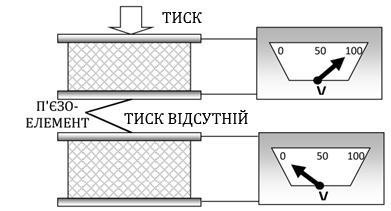 ТИСК
0 50 100
V
П'ЄЗО-
ЕЛЕМЕНТ
ТИСК ВІДСУТНІЙ
0 50 100
V